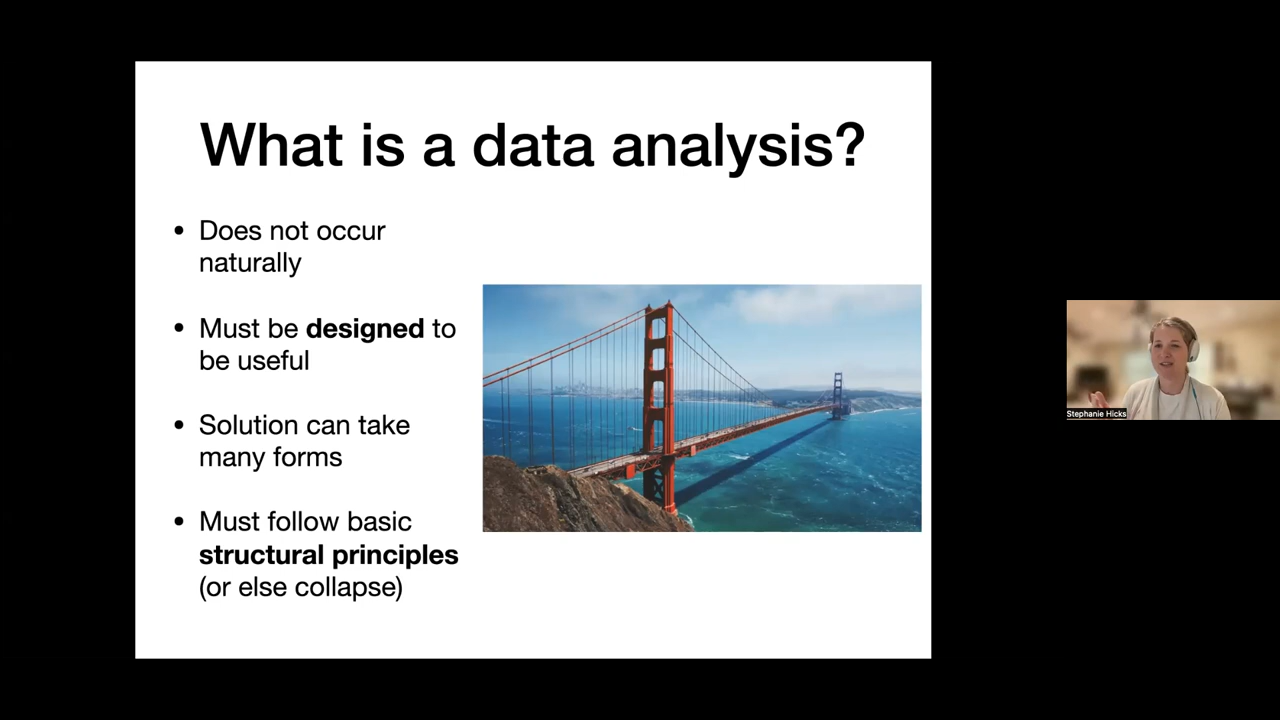 What is a data analysis?
• Does not occur
naturally
• Must be designed to
be useful
• Solution can take
many forms
• Must follow basic
structural principles
(or else collapse)
Stephanie Hicks